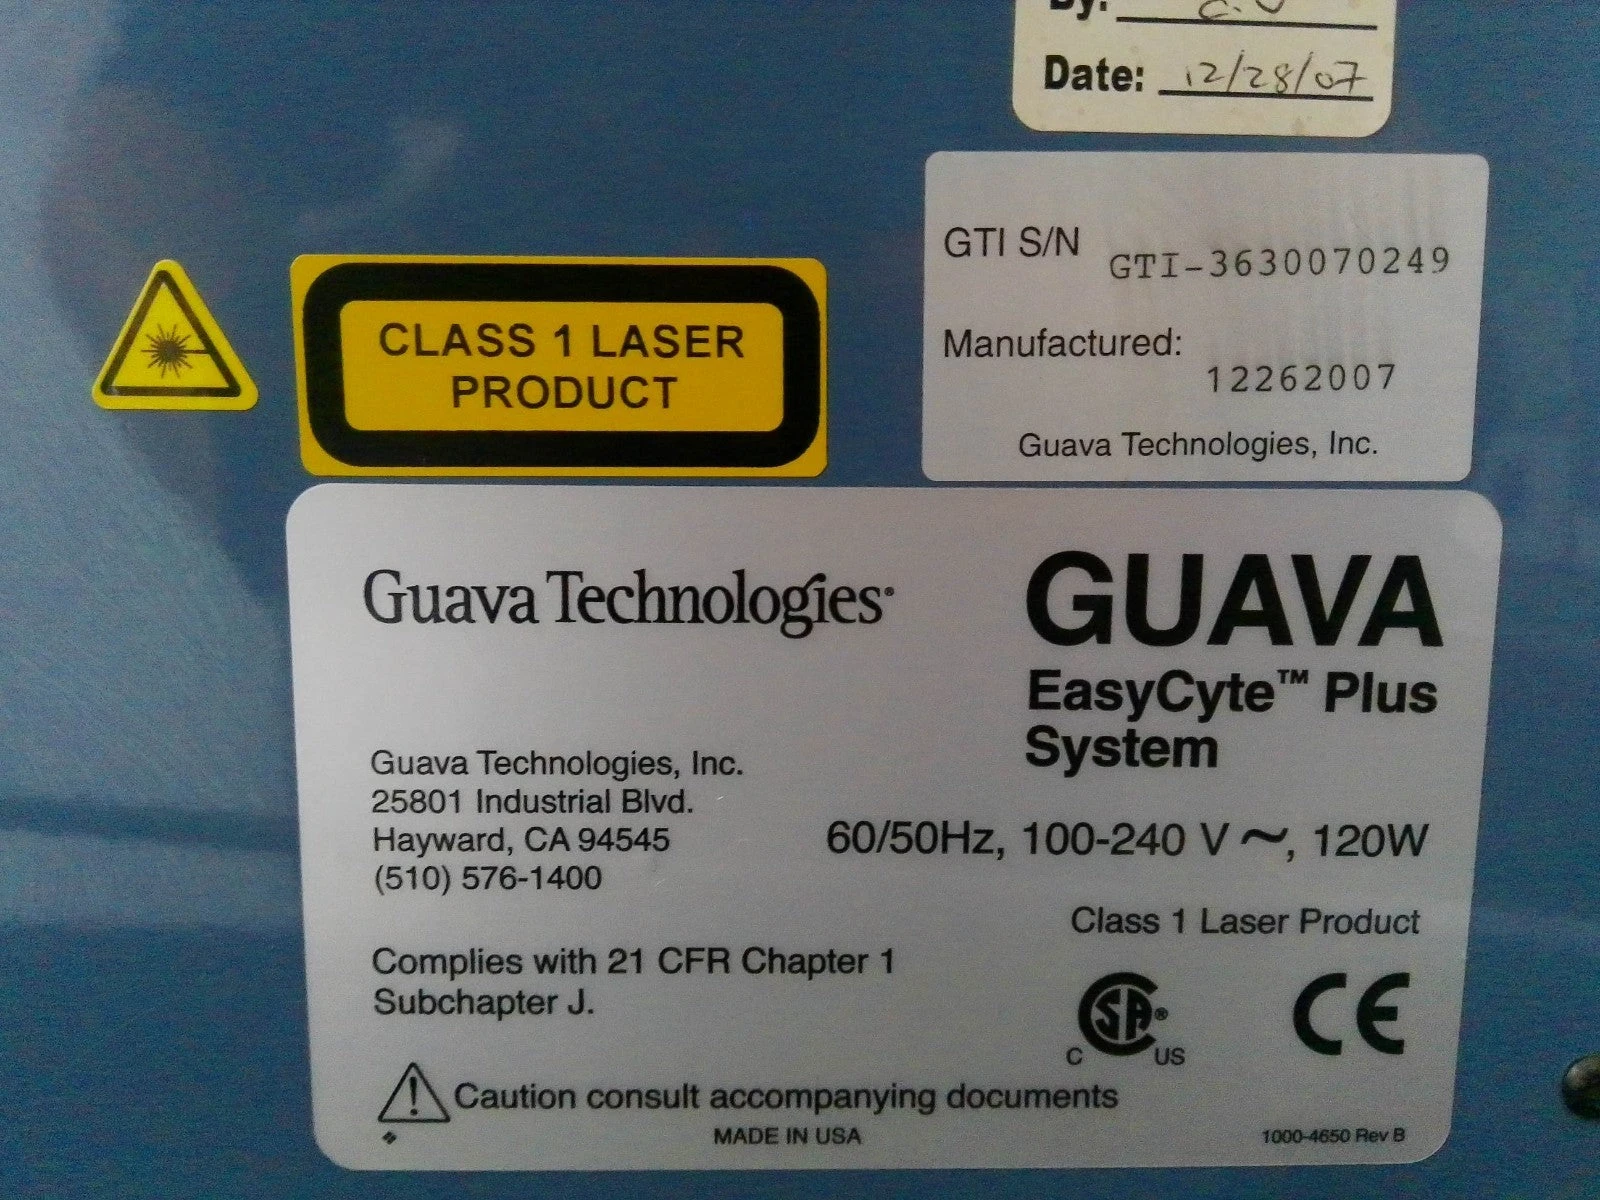 By:
Date: 12/28/07
GTI S/N GTI-3630070249
Manufactured: 12262007
Guava Technologies, Inc.
CLASS 1 LASER
PRODUCT
Guava Technologies®
GUAVA
EasyCyte™ Plus
System
Guava Technologies, Inc.
25801 Industrial Blvd.
Hayward, CA 94545
(510) 576-1400
60/50Hz, 100-240 V ~, 120W
Class 1 Laser Product
Complies with 21 CFR Chapter 1
Subchapter J.
C SA® US
CE
Caution consult accompanying documents
MADE IN USA
1000-4650 Rev B